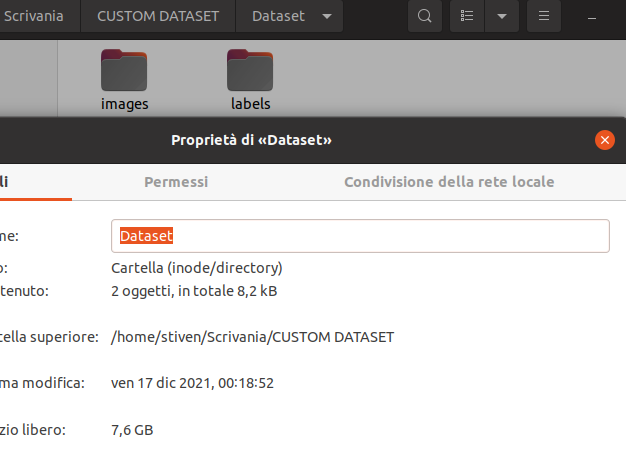 Scrivania CUSTOM DATASET Dataset
images labels
Proprietà di «Dataset»
li Permessi Condivisione della rete locale
me: Dataset
o: Cartella (inode/directory)
tenuto: 2 oggetti, in totale 8,2 kB
tella superiore: /home/stiven/Scrivania/CUSTOM DATASET
ma modifica: ven 17 dic 2021, 00:18:52
zio libero: 7,6 GB